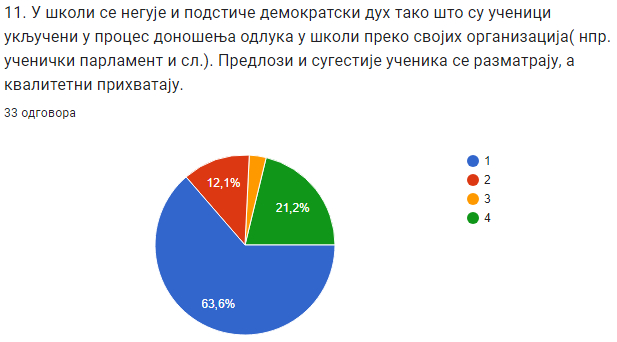 11. У школи се негује и подстиче демократски дух тако што су ученици
укључени у процес доношења одлука у школи преко својих организација( нпр.
ученички парламент и сл.). Предлози и сугестије ученика се разматрају, а
квалитетни прихватају.
33 одговора
12,1%
21,2%
63,6%
1
2
3
4